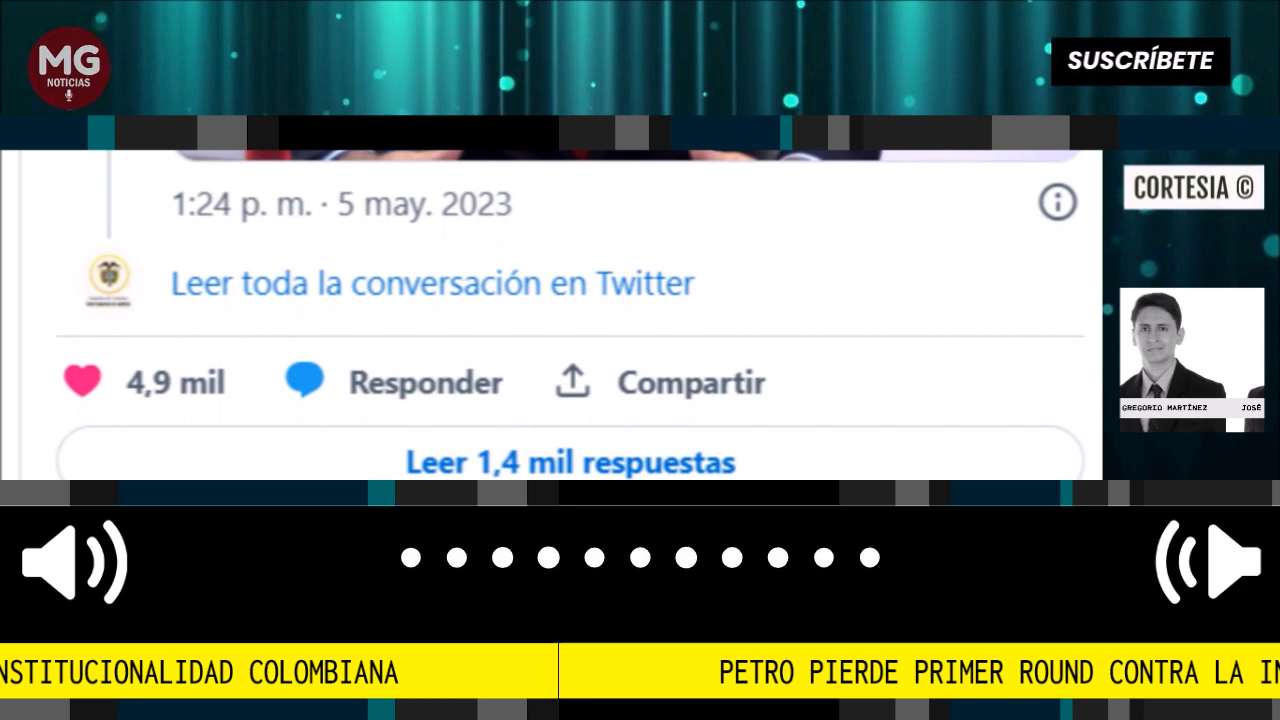 MG
NOTICIAS
SUSCRÍBETE
1:24 p. m. · 5 may. 2023
CORTESIA ©
Leer toda la conversación en Twitter
4,9 mil
Responder
Compartir
GREGORIO MARTÍNEZ
JOSÉ
Leer 1,4 mil respuestas
NSTITUCIONALIDAD COLOMBIANA
PETRO PIERDE PRIMER ROUND CONTRA LA IN